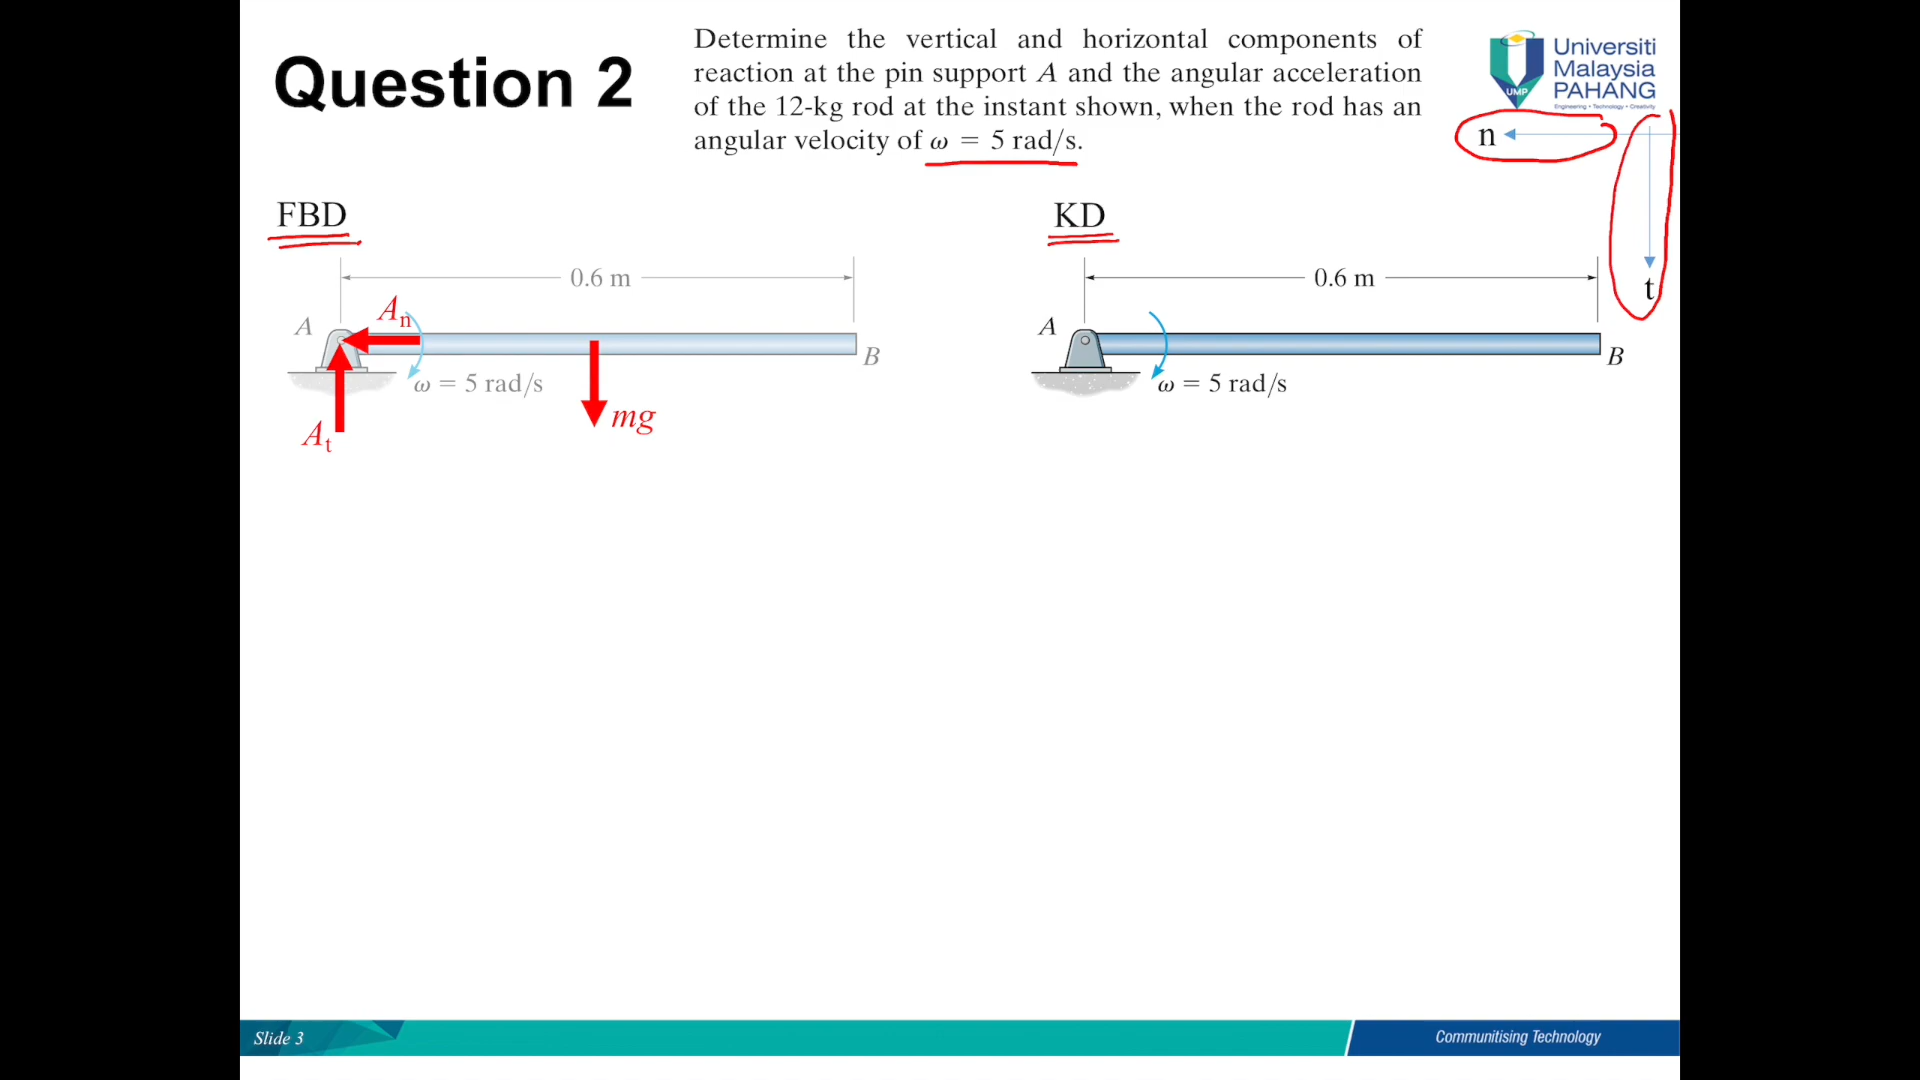 Question 2
Determine the vertical and horizontal components of
reaction at the pin support A and the angular acceleration
of the 12-kg rod at the instant shown, when the rod has an
angular velocity of ω = 5 rad/s.
Universiti
Malaysia
PAHANG
Engineering • Technology • Creativity
UMP
n
t
FBD
0.6 m
A
An
B
ω = 5 rad/s
mg
At
KD
0.6 m
A
B
ω = 5 rad/s
Slide 3
Communitising Technology